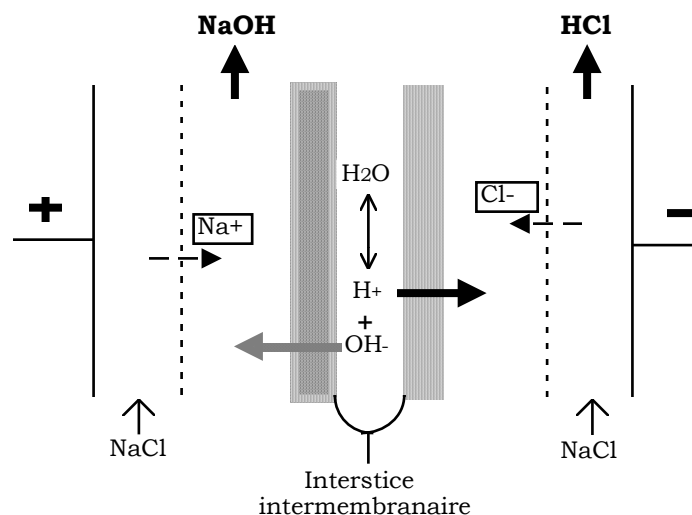 NaOH
HCl
H2O
Cl-
+
-
Na+
H+
+
OH-
NaCl
NaCl
Interstice
intermembranaire